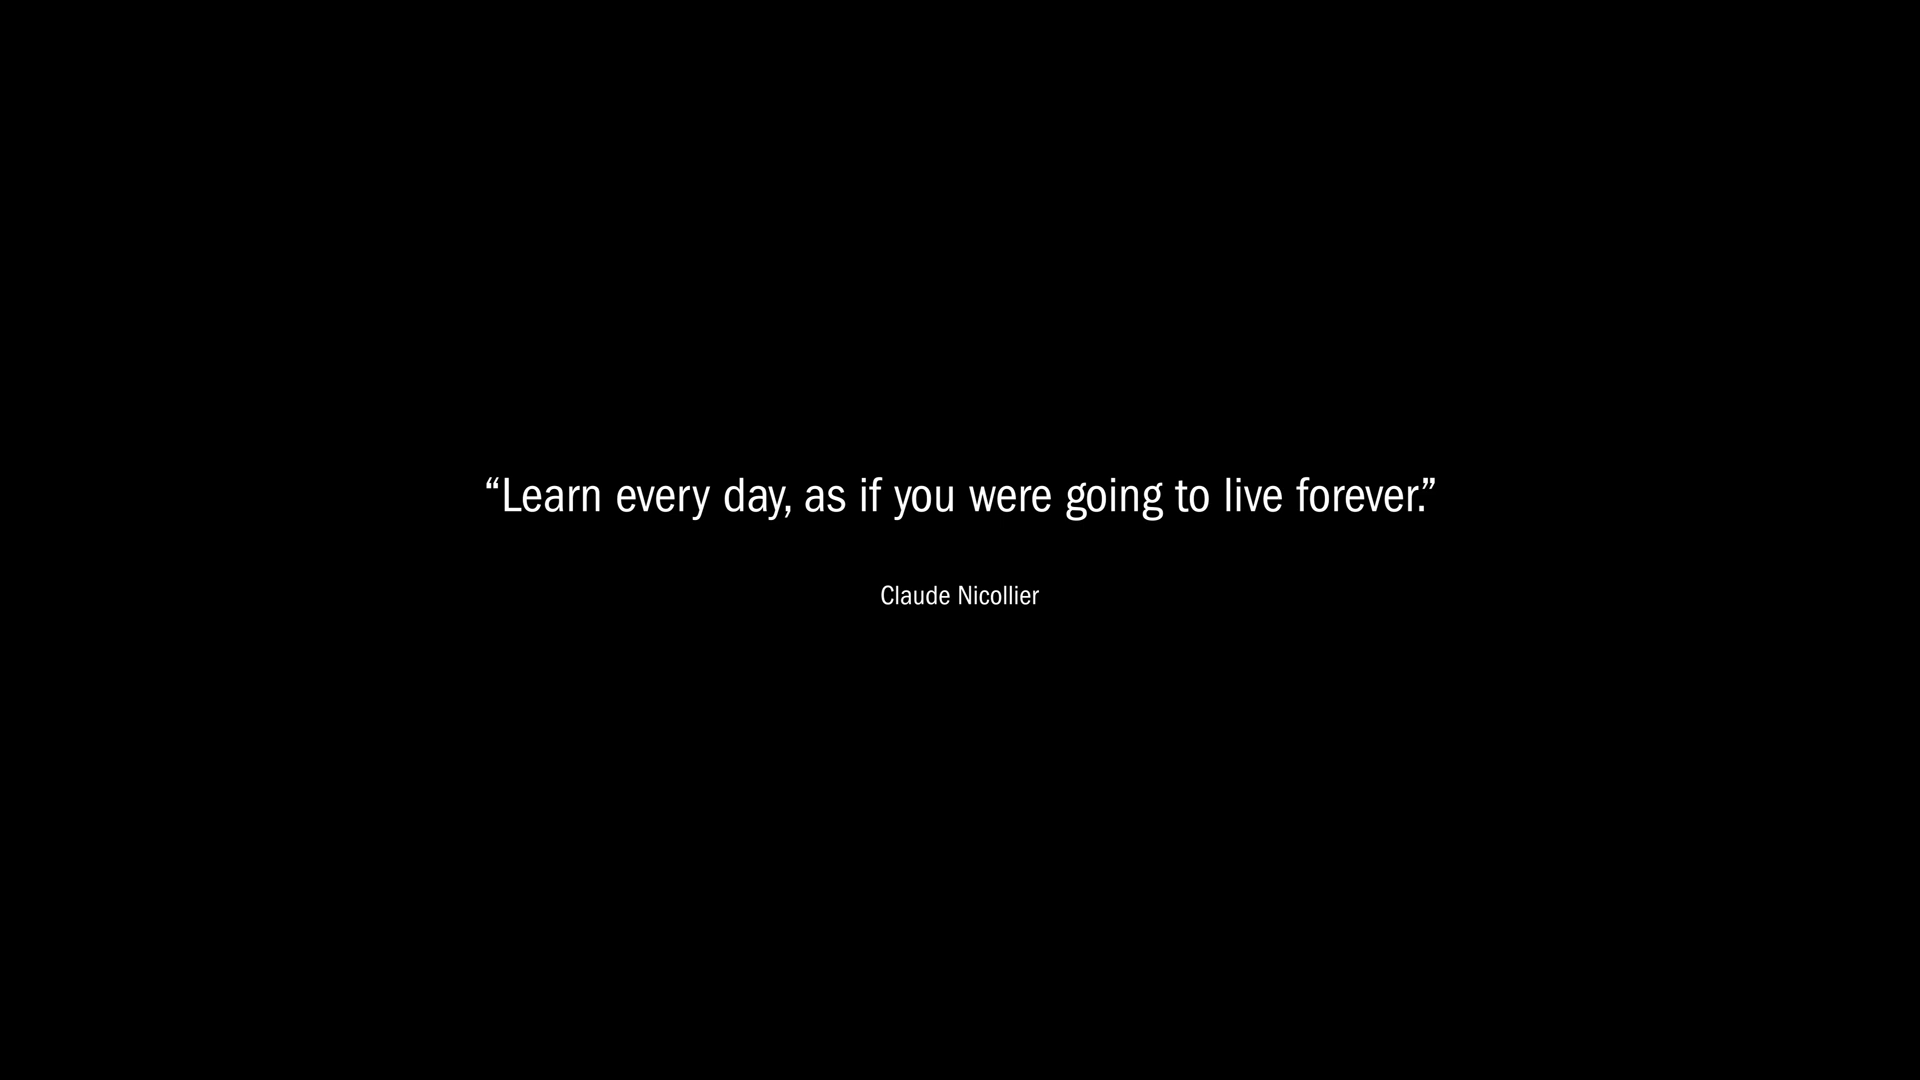 “Learn every day, as if you were going to live forever.”
Claude Nicollier